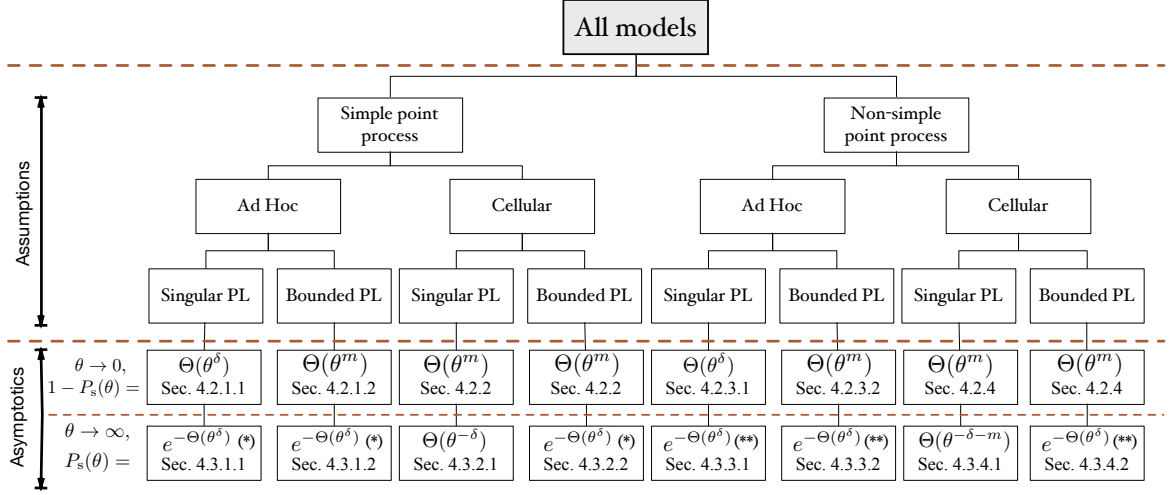 All models
Assumptions
Simple point
process
Non-simple
point process
Ad Hoc
Cellular
Ad Hoc
Cellular
Singular PL
Bounded PL
Singular PL
Bounded PL
Singular PL
Bounded PL
Singular PL
Bounded PL
Asymptotics
θ → 0,
1 − Pₛ(θ) =
Θ(θ^δ)
Sec. 4.2.1.1
Θ(θ^m)
Sec. 4.2.1.2
Θ(θ^m)
Sec. 4.2.2
Θ(θ^m)
Sec. 4.2.2
Θ(θ^δ)
Sec. 4.2.3.1
Θ(θ^m)
Sec. 4.2.3.2
Θ(θ^m)
Sec. 4.2.4
Θ(θ^m)
Sec. 4.2.4
θ → ∞,
Pₛ(θ) =
e^{−Θ(θ^δ)} (*)
Sec. 4.3.1.1
e^{−Θ(θ^δ)} (*)
Sec. 4.3.1.2
Θ(θ^{−δ})
Sec. 4.3.2.1
e^{−Θ(θ^δ)} (*)
Sec. 4.3.2.2
e^{−Θ(θ^δ)} (**)
Sec. 4.3.3.1
e^{−Θ(θ^δ)} (**)
Sec. 4.3.3.2
Θ(θ^{−δ−m})
Sec. 4.3.4.1
e^{−Θ(θ^δ)} (**)
Sec. 4.3.4.2